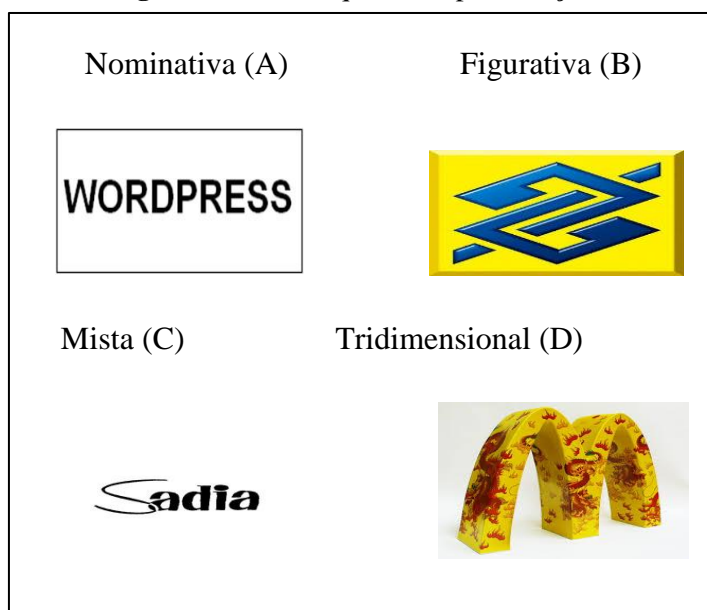 Nominativa (A) Figurativa (B)
WORDPRESS
Mista (C) Tridimensional (D)
Sadia